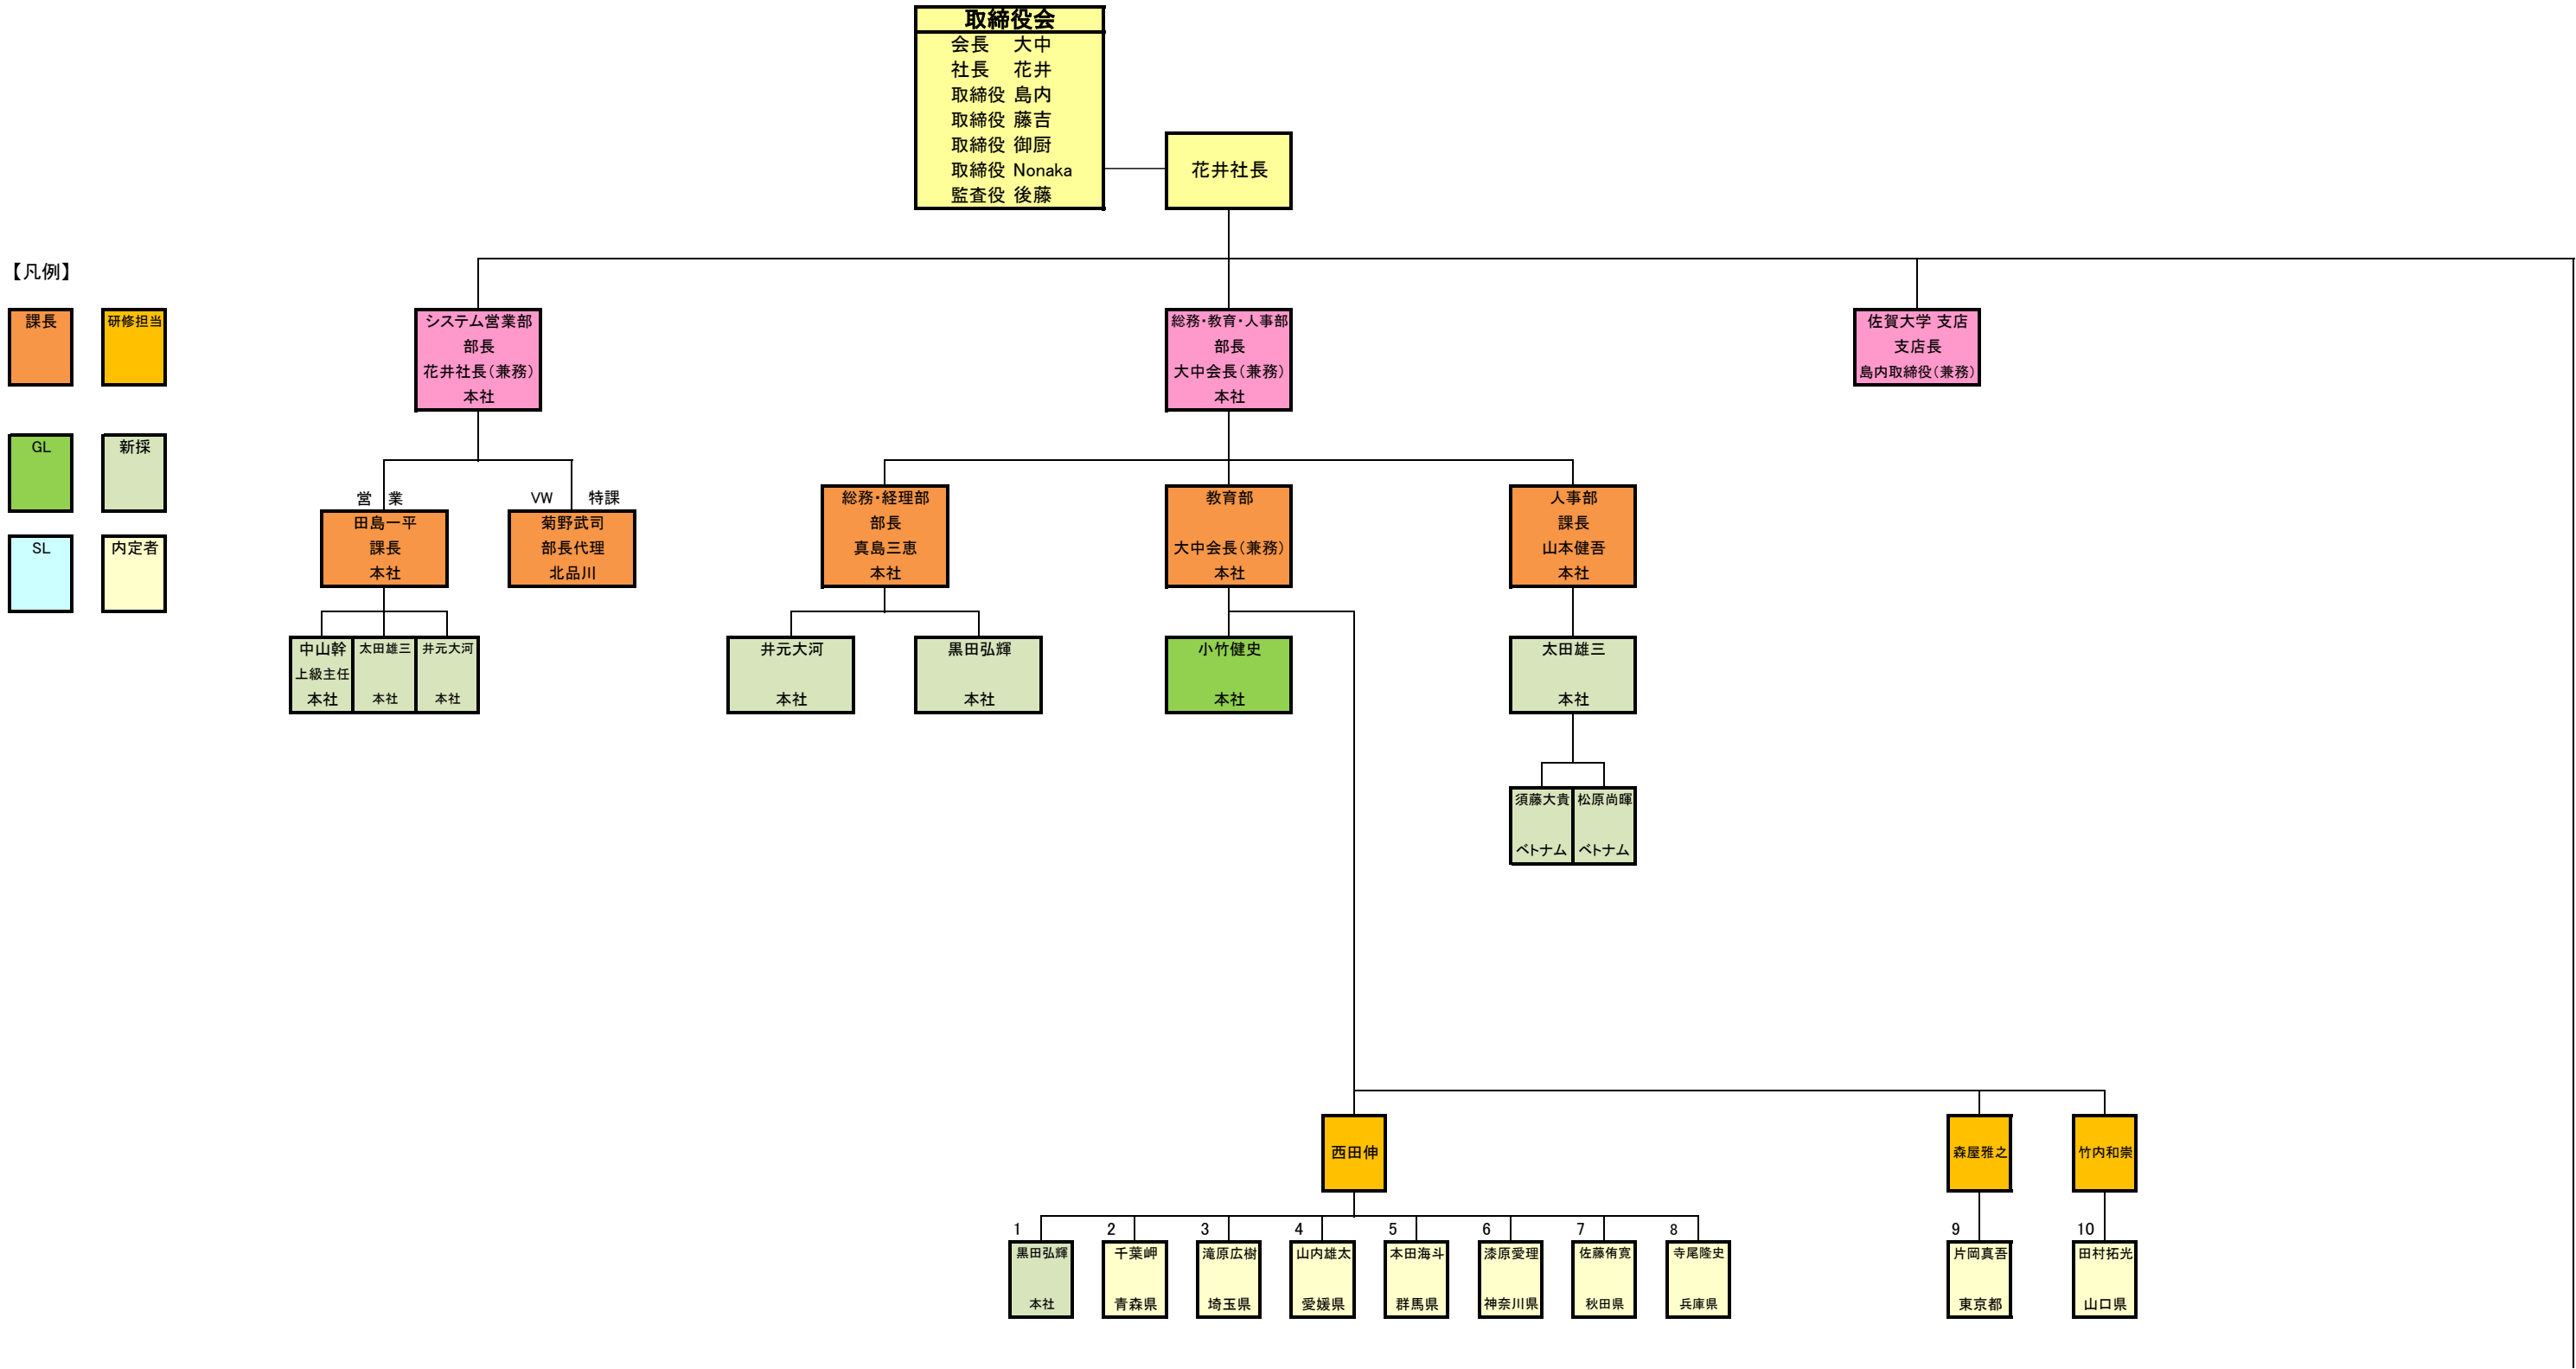 取締役会
会長 大中
社長 花井
取締役 島内
取締役 藤吉
取締役 御厨
取締役 Nonaka
監査役 後藤
花井社長
【凡例】
課長
研修担当
GL
新採
SL
内定者
システム営業部
部長
花井社長(兼務)
本社
総務・教育・人事部
部長
大中会長(兼務)
本社
佐賀大学 支店
支店長
島内取締役(兼務)
営 業
田島一平
課長
本社
VW 特課
菊野武司
部長代理
北品川
総務・経理部
部長
真島三恵
本社
教育部
大中会長(兼務)
本社
人事部
課長
山本健吾
本社
中山幹
上級主任
本社
太田雄三
本社
井元大河
本社
井元大河
本社
黒田弘輝
本社
小竹健史
本社
太田雄三
本社
須藤大貴
ベトナム
松原尚暉
ベトナム
西田伸
森屋雅之
竹内和崇
1
黒田弘輝
本社
2
千葉岬
青森県
3
滝原広樹
埼玉県
4
山内雄太
愛媛県
5
本田海斗
群馬県
6
漆原愛理
神奈川県
7
佐藤侑寛
秋田県
8
寺尾隆史
兵庫県
9
片岡真吾
東京都
10
田村拓光
山口県